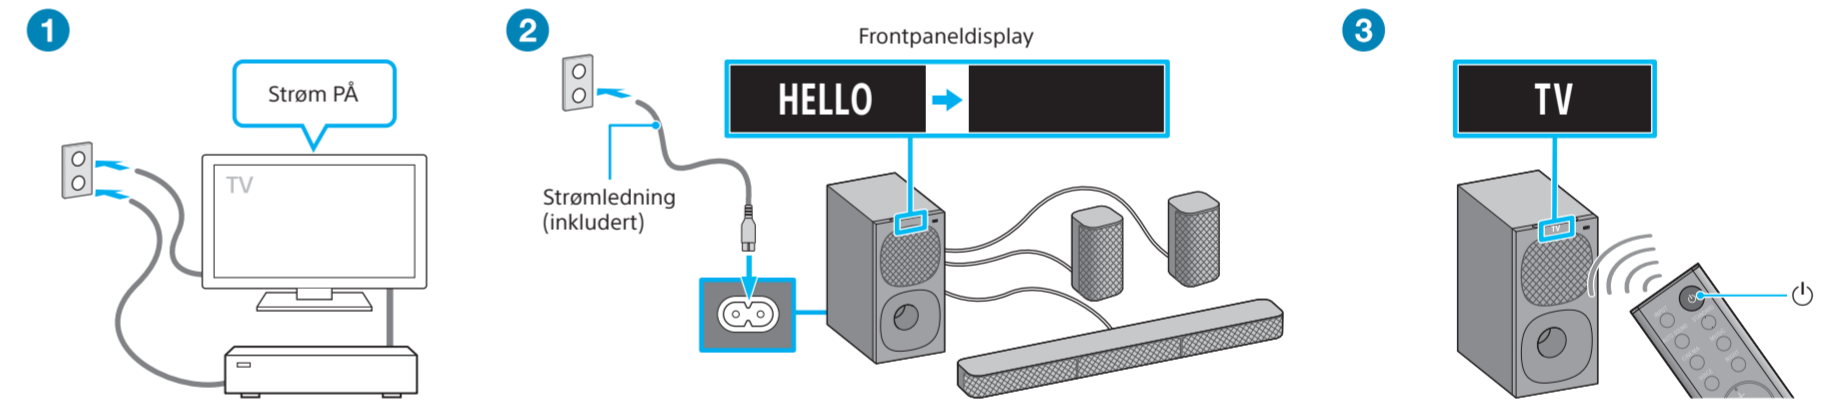 1
Strøm PÅ
TV
2
Frontpaneldisplay
HELLO
Strømledning
(inkludert)
3
TV
TV